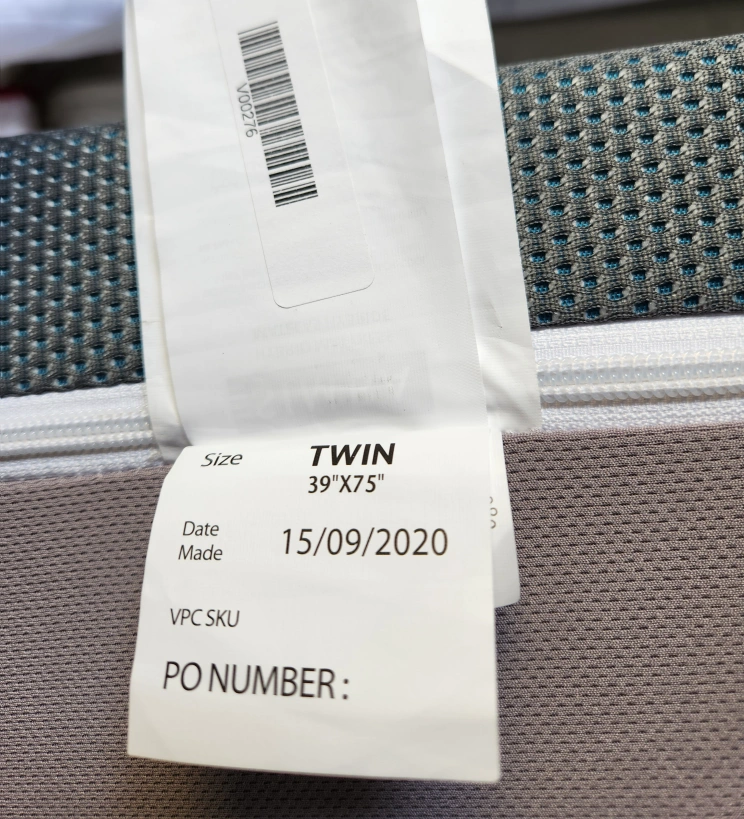 V00276
Size TWIN
39"X75"
Date Made 15/09/2020
VPC SKU
PO NUMBER :